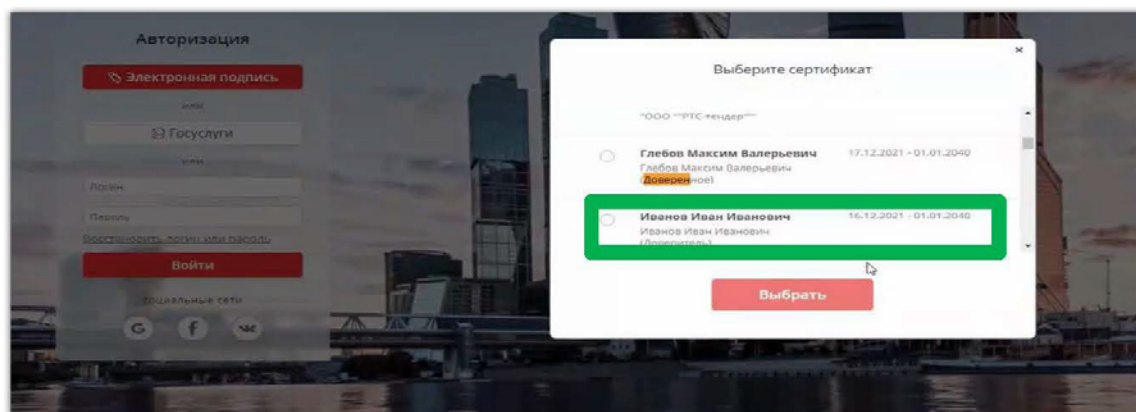 Авторизация
Электронная подпись
или
Госуслуги
или
Логин
Пароль
Восстановить логин или пароль
Войти
социальные сети
G f
Выберите сертификат
×
"ООО ""РТС-тендер"""
Глебов Максим Валерьевич 17.12.2021 - 01.01.2040
Глебов Максим Валерьевич
(Доверенное)
Иванов Иван Иванович 16.12.2021 - 01.01.2040
Иванов Иван Иванович
(Доверитель)
Выбрать